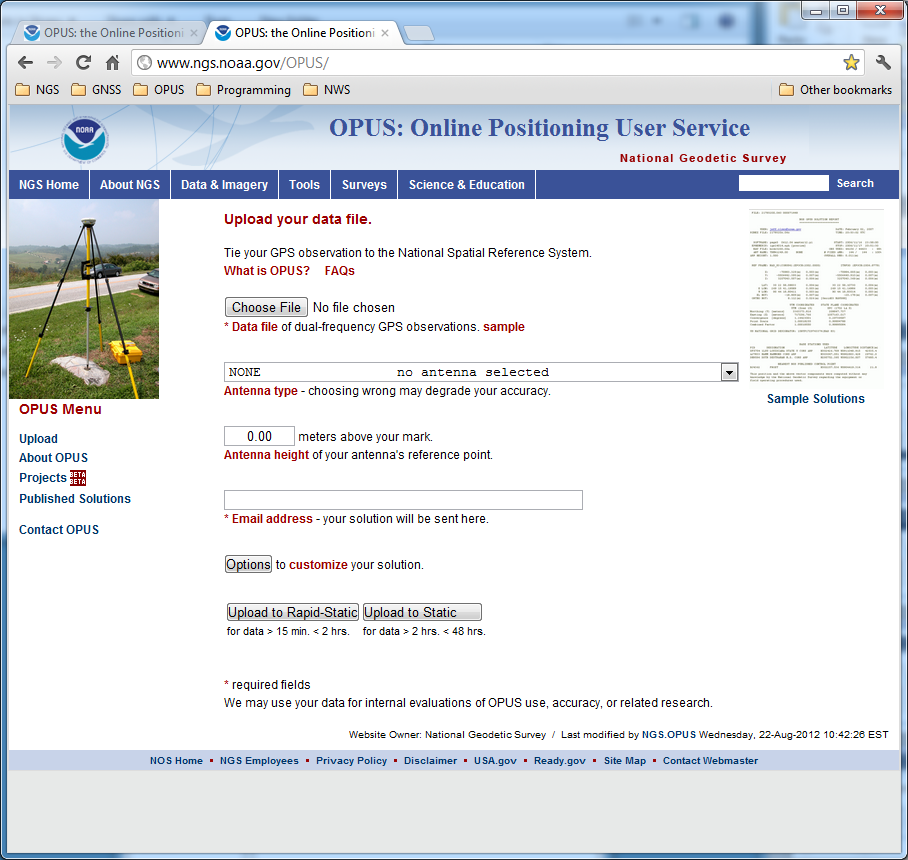 OPUS: the Online Positioni
OPUS: the Online Positioni
www.ngs.noaa.gov/OPUS/
NGS GNSS OPUS Programming NWS Other bookmarks
NOAA
OPUS: Online Positioning User Service
National Geodetic Survey
NGS Home About NGS Data & Imagery Tools Surveys Science & Education Search
Upload your data file.
Tie your GPS observation to the National Spatial Reference System.
What is OPUS? FAQs
Choose File No file chosen
* Data file of dual-frequency GPS observations. sample
NONE no antenna selected
Antenna type - choosing wrong may degrade your accuracy.
Sample Solutions
OPUS Menu
Upload
About OPUS
Projects BETA BETA
Published Solutions
Contact OPUS
0.00 meters above your mark.
Antenna height of your antenna's reference point.
* Email address - your solution will be sent here.
Options to customize your solution.
Upload to Rapid-Static Upload to Static
for data > 15 min. < 2 hrs. for data > 2 hrs. < 48 hrs.
* required fields
We may use your data for internal evaluations of OPUS use, accuracy, or related research.
Website Owner: National Geodetic Survey / Last modified by NGS.OPUS Wednesday, 22-Aug-2012 10:42:26 EST
NOS Home ▪ NGS Employees ▪ Privacy Policy ▪ Disclaimer ▪ USA.gov ▪ Ready.gov ▪ Site Map ▪ Contact Webmaster